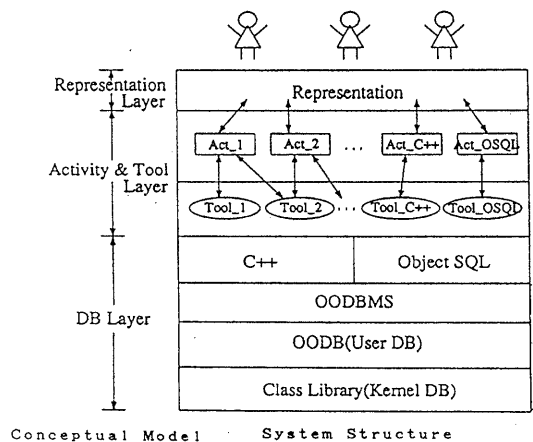 Representation
Layer
Representation
Act_1
Act_2
...
Act_C++
Act_OSQL
Activity & Tool
Layer
Tool_1
Tool_2
...
Tool_C++
Tool_OSQL
C++
Object SQL
OODBMS
DB Layer
OODB(User DB)
Class Library(Kernel DB)
Conceptual Model
System Structure